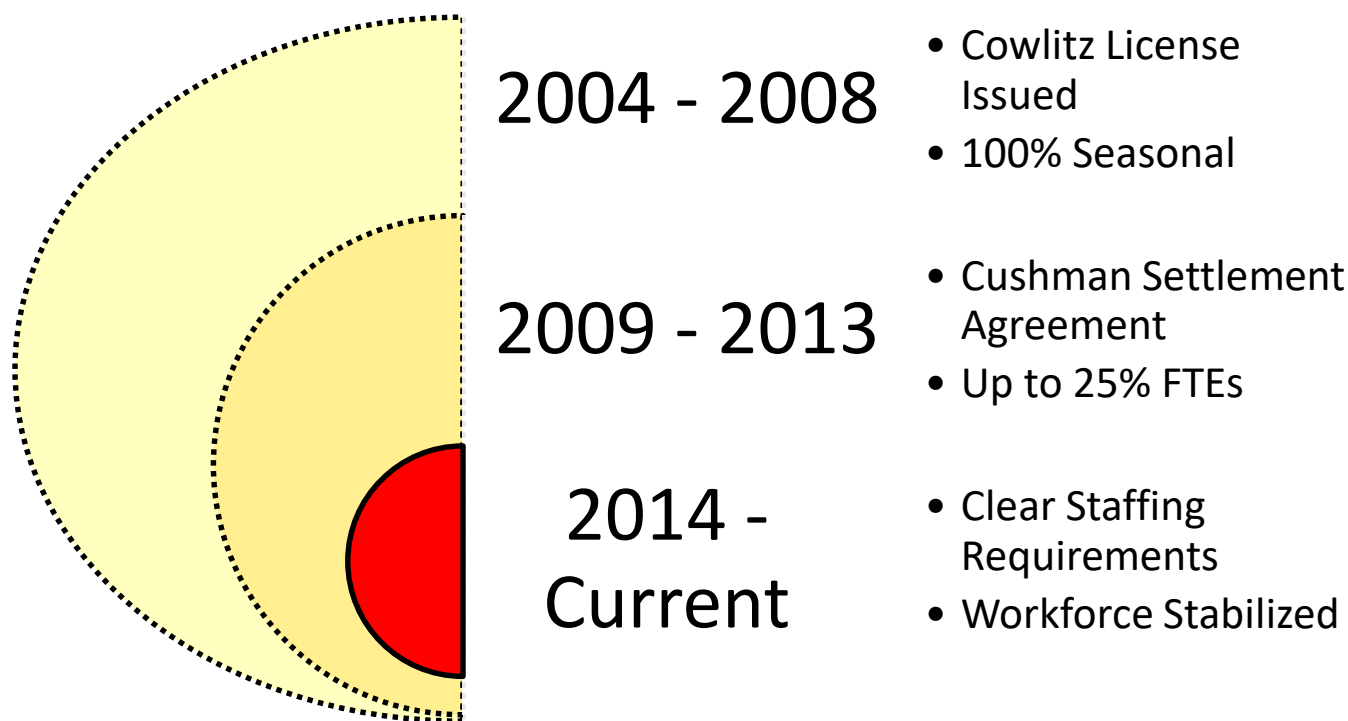 2004 - 2008
• Cowlitz License
Issued
• 100% Seasonal
2009 - 2013
• Cushman Settlement
Agreement
• Up to 25% FTEs
2014 -
Current
• Clear Staffing
Requirements
• Workforce Stabilized